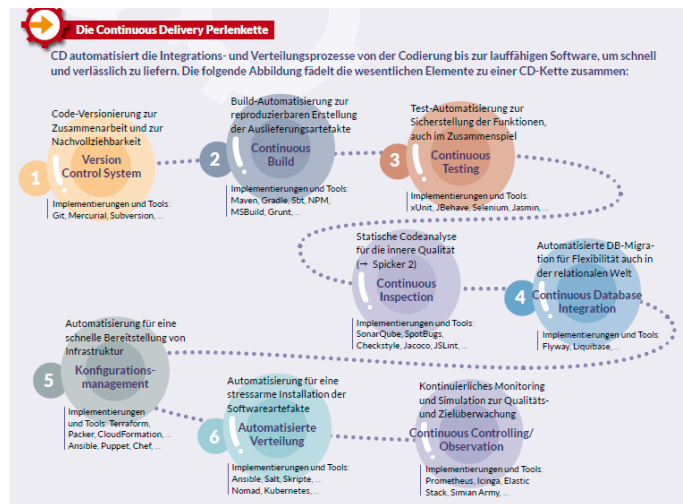 Die Continuous Delivery Perlenkette
CD automatisiert die Integrations- und Verteilungsprozesse von der Codierung bis zur lauffähigen Software, um schnell
und verlässlich zu liefern. Die folgende Abbildung fädelt die wesentlichen Elemente zu einer CD-Kette zusammen:
Code-Versionierung zur
Zusammenarbeit und zur
Nachvollziehbarkeit
1
Version
Control System
Implementierungen und Tools:
Git, Mercurial, Subversion, ...
Build-Automatisierung zur
reproduzierbaren Erstellung
der Auslieferungsartefakte
2
Continuous
Build
Implementierungen und Tools:
Maven, Gradle, Sbt, NPM,
MSBuild, Grunt, ...
Test-Automatisierung zur
Sicherstellung der Funktionen,
auch im Zusammenspiel
3
Continuous
Testing
Implementierungen und Tools:
xUnit, JBehave, Selenium, Jasmin, ...
Statische Codeanalyse
für die innere Qualität
(→ Spicker 2)
Continuous
Inspection
Implementierungen und Tools:
SonarQube, SpotBugs,
Checkstyle, Jacoco, JSLint, ...
Automatisierte DB-Migra-
tion für Flexibilität auch in
der relationalen Welt
4
Continuous Database
Integration
Implementierungen und Tools:
Flyway, Liquibase, ...
Automatisierung für eine
schnelle Bereitstellung von
Infrastruktur
5
Konfigurations-
management
Implementierungen
und Tools: Terraform,
Packer, CloudFormation, ...
Ansible, Puppet, Chef, ...
Automatisierung für eine
stressarme Installation der
Softwareartefakte
6
Automatisierte
Verteilung
Implementierungen und Tools:
Ansible, Salt, Skripte, ...
Nomad, Kubernetes, ...
Kontinuierliches Monitoring
und Simulation zur Qualitäts-
und Zielüberwachung
Continuous Controlling/
Observation
Implementierungen und Tools:
Prometheus, Icinga, Elastic
Stack, Simian Army, ...